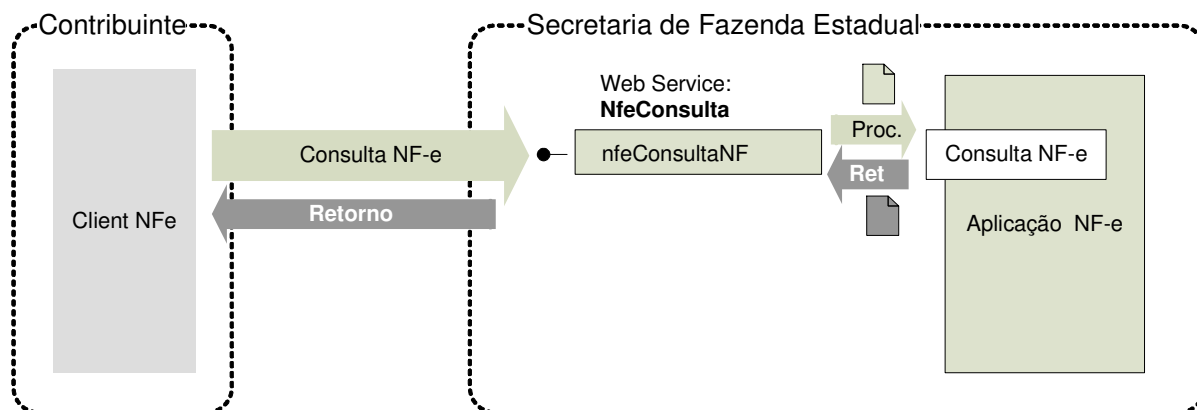 Contribuinte
Secretaria de Fazenda Estadual
Web Service:
NfeConsulta
Consulta NF-e
nfeConsultaNF
Proc.
Consulta NF-e
Ret
Retorno
Client NFe
Aplicação NF-e